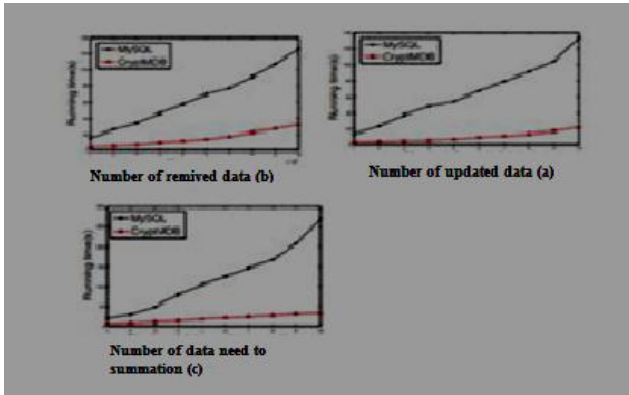 MySQL
CryptMDB
Running time(s)
Number of remived data (b)
MySQL
CryptMDB
Running time(s)
Number of updated data (a)
MySQL
CryptMDB
Running time(s)
Number of data need to
summation (c)